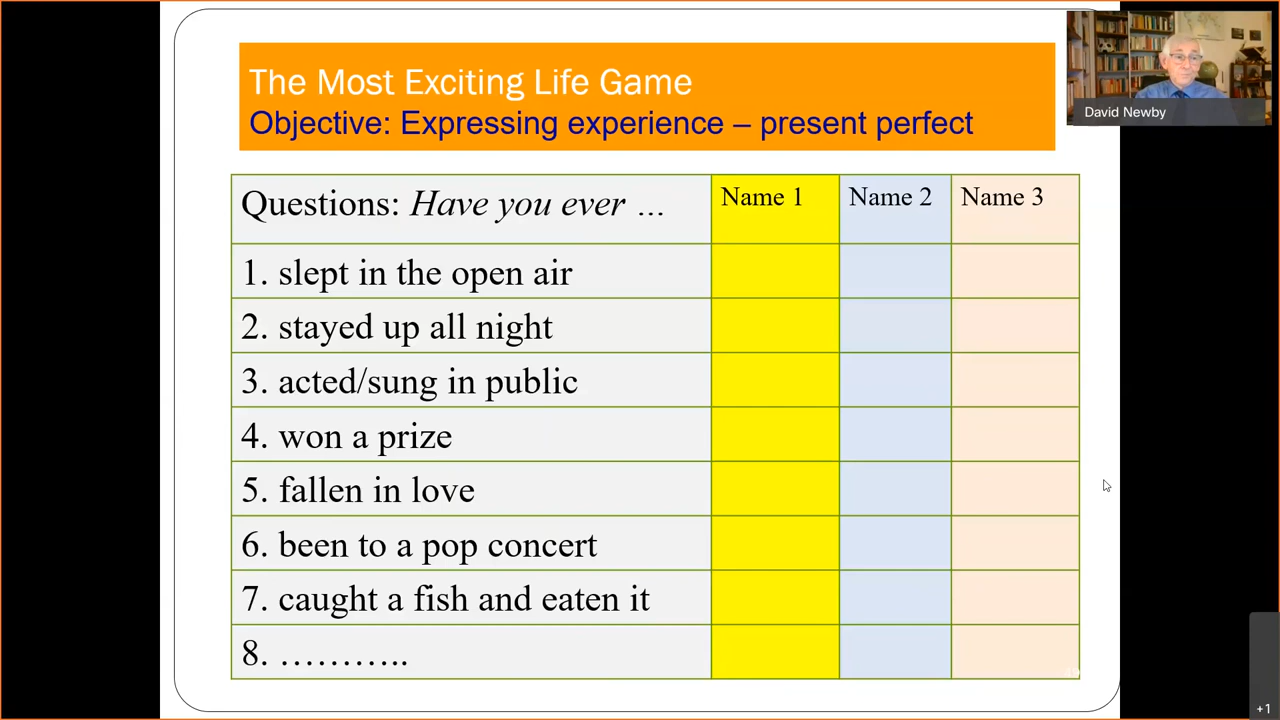 The Most Exciting Life Game
Objective: Expressing experience – present perfect
David Newby
Questions: Have you ever …
Name 1
Name 2
Name 3
1. slept in the open air
2. stayed up all night
3. acted/sung in public
4. won a prize
5. fallen in love
6. been to a pop concert
7. caught a fish and eaten it
8. ………..
+1